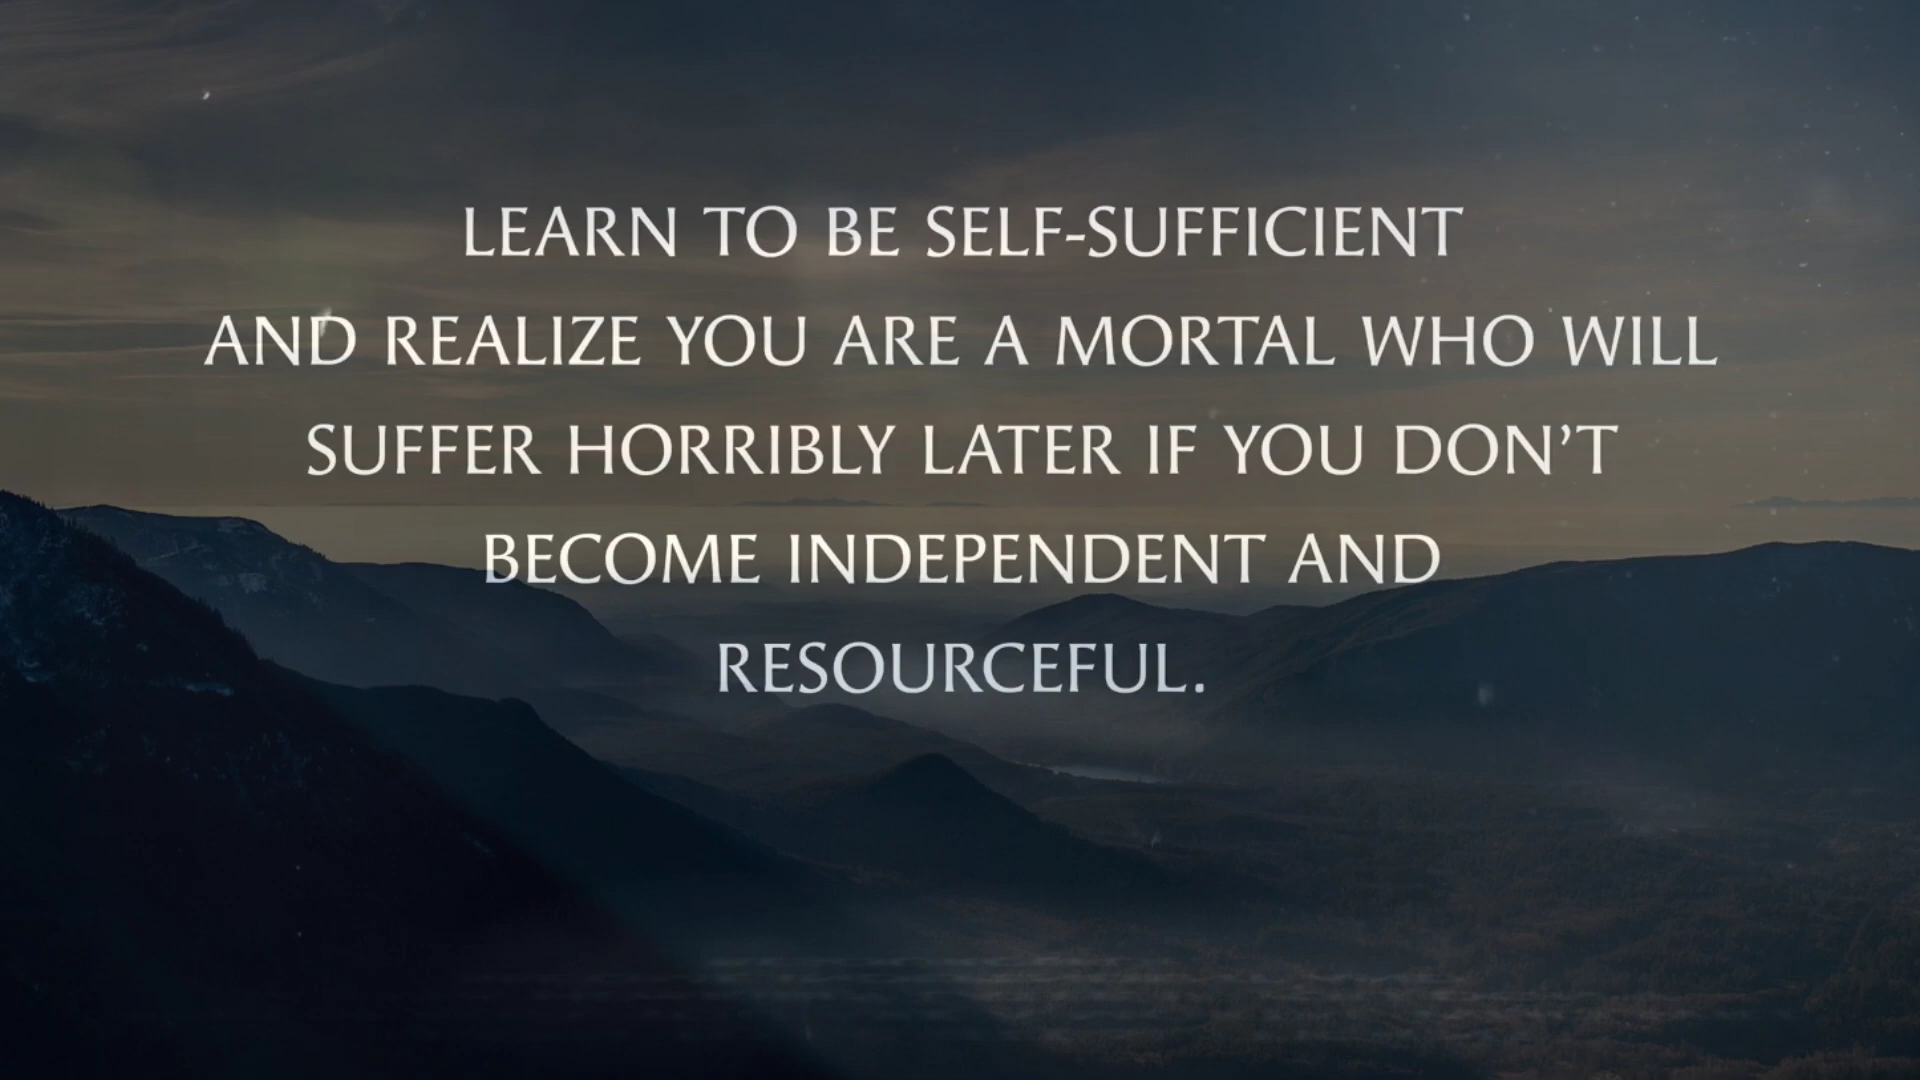 LEARN TO BE SELF-SUFFICIENT
AND REALIZE YOU ARE A MORTAL WHO WILL
SUFFER HORRIBLY LATER IF YOU DON’T
BECOME INDEPENDENT AND
RESOURCEFUL.